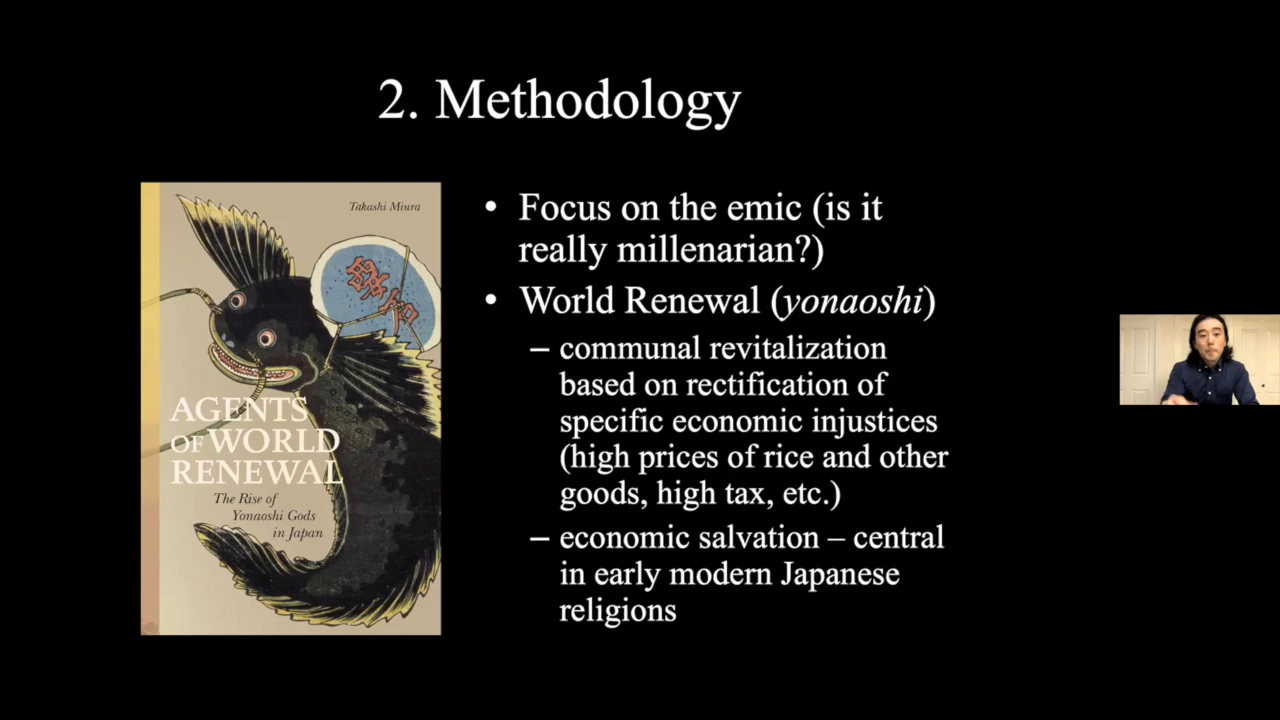 2. Methodology
Takashi Miura
AGENTS
OF WORLD
RENEWAL
The Rise of
Yonaoshi Gods
in Japan
• Focus on the emic (is it
really millenarian?)
• World Renewal (yonaoshi)
– communal revitalization
based on rectification of
specific economic injustices
(high prices of rice and other
goods, high tax, etc.)
– economic salvation – central
in early modern Japanese
religions